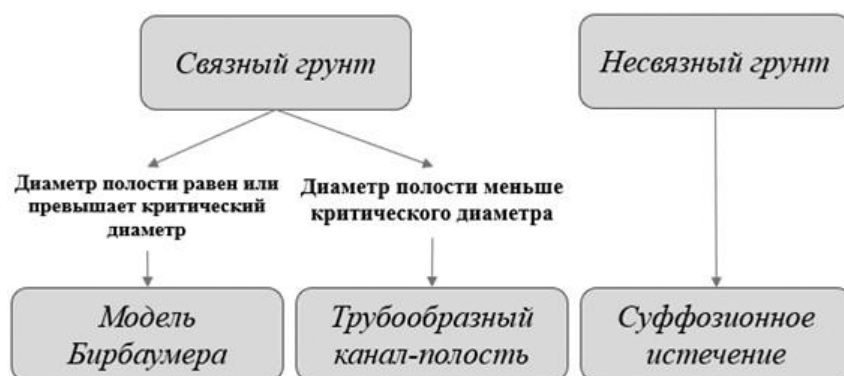 Связный грунт
Несвязный грунт
Диаметр полости равен или
превышает критический
диаметр
Диаметр полости меньше
критического диаметра
Модель
Бирбаумера
Трубообразный
канал-полость
Суффозионное
истечение